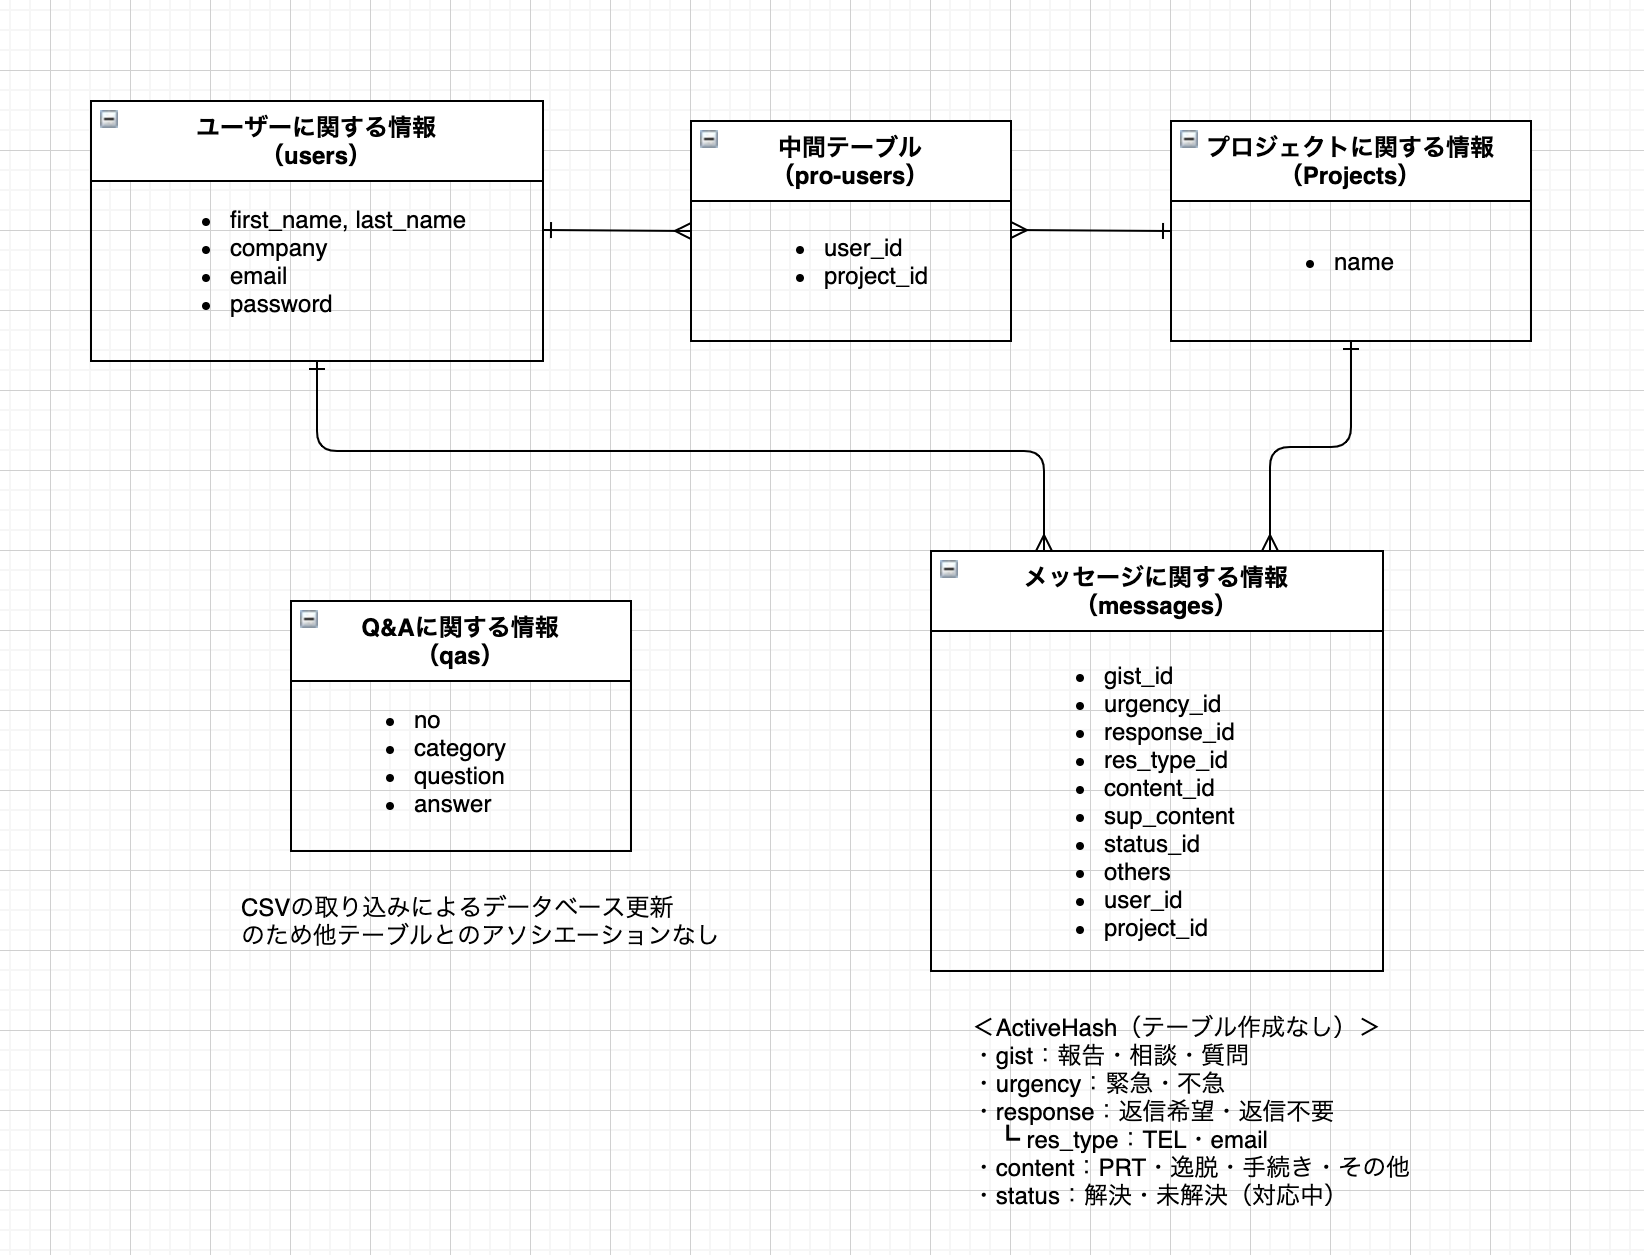 ユーザーに関する情報
（users）
• first_name, last_name
• company
• email
• password
中間テーブル
（pro-users）
• user_id
• project_id
プロジェクトに関する情報
（Projects）
• name
Q&Aに関する情報
（qas）
• no
• category
• question
• answer
CSVの取り込みによるデータベース更新
のため他テーブルとのアソシエーションなし
メッセージに関する情報
（messages）
• gist_id
• urgency_id
• response_id
• res_type_id
• content_id
• sup_content
• status_id
• others
• user_id
• project_id
＜ActiveHash（テーブル作成なし）＞
・gist：報告・相談・質問
・urgency：緊急・不急
・response：返信希望・返信不要
┗ res_type：TEL・email
・content：PRT・逸脱・手続き・その他
・status：解決・未解決（対応中）